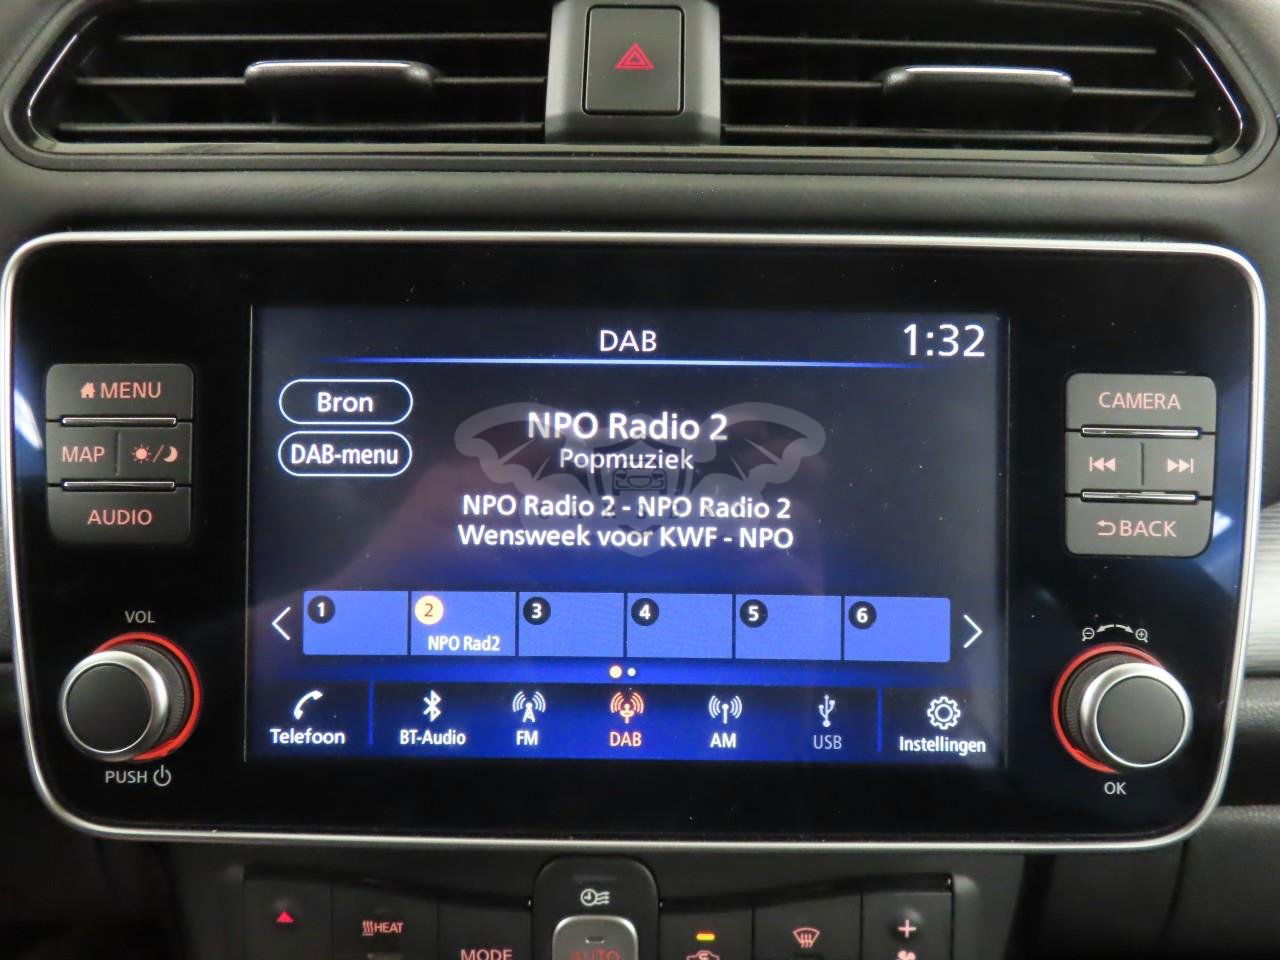 DAB
1:32
MENU
Bron
CAMERA
NPO Radio 2
MAP
DAB-menu
Popmuziek
AUDIO
NPO Radio 2 - NPO Radio 2
BACK
Wensweek voor KWF - NPO
1 2 3 4 5 6
VOL
NPO Rad2
Telefoon BT-Audio FM DAB AM USB Instellingen
PUSH
OK
HEAT
MODE
AUTO